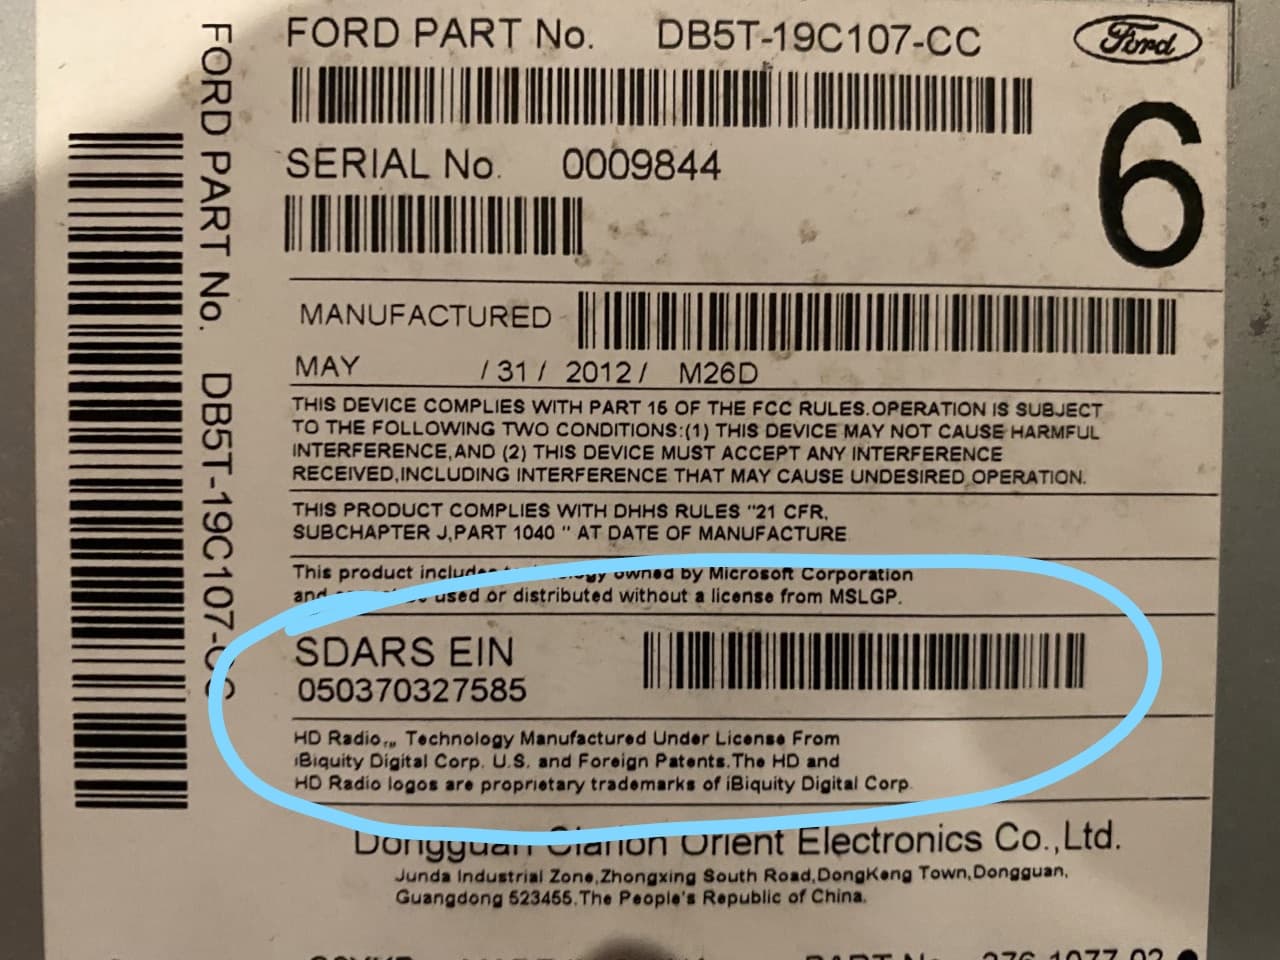 FORD PART No. DB5T-19C107-CC
Ford
6
SERIAL No. 0009844
MANUFACTURED
MAY / 31 / 2012 / M26D
THIS DEVICE COMPLIES WITH PART 15 OF THE FCC RULES.OPERATION IS SUBJECT
TO THE FOLLOWING TWO CONDITIONS:(1) THIS DEVICE MAY NOT CAUSE HARMFUL
INTERFERENCE,AND (2) THIS DEVICE MUST ACCEPT ANY INTERFERENCE
RECEIVED,INCLUDING INTERFERENCE THAT MAY CAUSE UNDESIRED OPERATION.
THIS PRODUCT COMPLIES WITH DHHS RULES "21 CFR,
SUBCHAPTER J,PART 1040 " AT DATE OF MANUFACTURE
This product includes technology owned by Microsoft Corporation
and used or distributed without a license from MSLGP.
SDARS EIN
050370327585
HD Radio™ Technology Manufactured Under License From
iBiquity Digital Corp. U.S. and Foreign Patents.The HD and
HD Radio logos are proprietary trademarks of iBiquity Digital Corp.
Dongguan Clarion Orient Electronics Co.,Ltd.
Junda Industrial Zone,Zhongxing South Road,DongKeng Town,Dongguan,
Guangdong 523455.The People's Republic of China.
FORD PART No. DB5T-19C107-CC